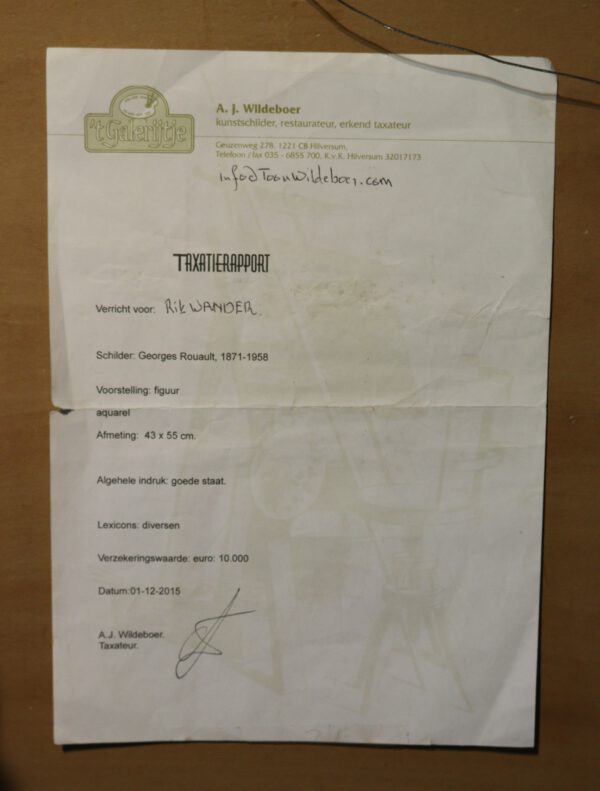 't Galerijtje
A. J. Wildeboer
kunstschilder, restaurateur, erkend taxateur
Geuzenweg 278, 1221 CB Hilversum.
Telefoon / fax 035 - 6855 700, K.v.K. Hilversum 32017173
info@ToonWildeboer.com
TAXATIERAPPORT
Verricht voor: Rik WANDER.
Schilder: Georges Rouault, 1871-1958
Voorstelling: figuur
aquarel
Afmeting: 43 x 55 cm.
Algehele indruk: goede staat.
Lexicons: diversen
Verzekeringswaarde: euro: 10.000
Datum:01-12-2015
A.J. Wildeboer.
Taxateur.